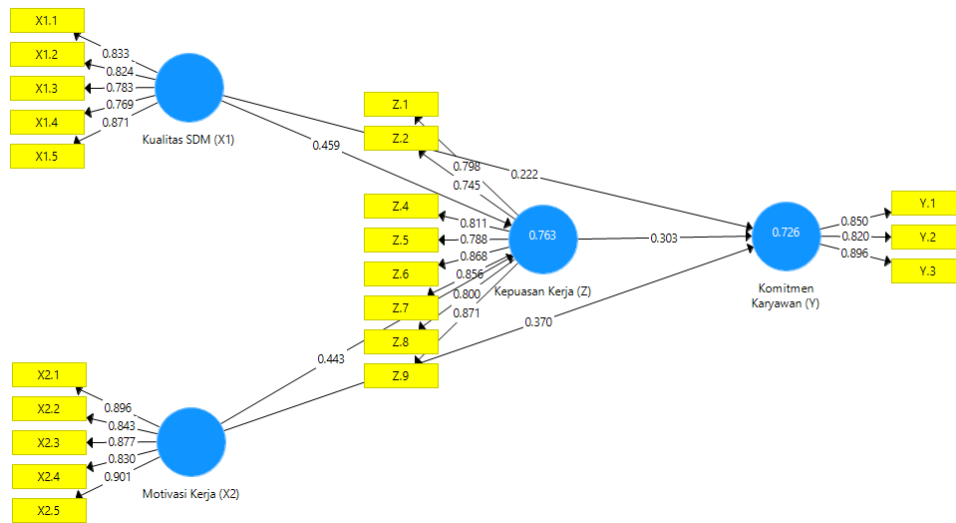 X1.1
X1.2
X1.3
X1.4
X1.5
0.833
0.824
0.783
0.769
0.871
Kualitas SDM (X1)
0.459
0.222
Z.1
Z.2
Z.4
Z.5
Z.6
Z.7
Z.8
Z.9
0.798
0.745
0.811
0.788
0.868
0.856
0.800
0.871
0.763
Kepuasan Kerja (Z)
0.303
0.726
Komitmen
Karyawan (Y)
0.850
0.820
0.896
Y.1
Y.2
Y.3
0.443
0.370
X2.1
X2.2
X2.3
X2.4
X2.5
0.896
0.843
0.877
0.830
0.901
Motivasi Kerja (X2)